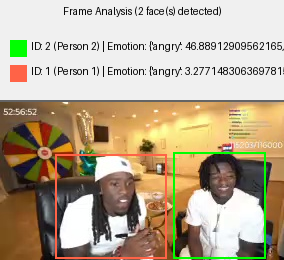 Frame Analysis (2 face(s) detected)
ID: 2 (Person 2) | Emotion: {'angry': 46.88912909562165,
ID: 1 (Person 1) | Emotion: {'angry': 3.277148306369781
52:56:52